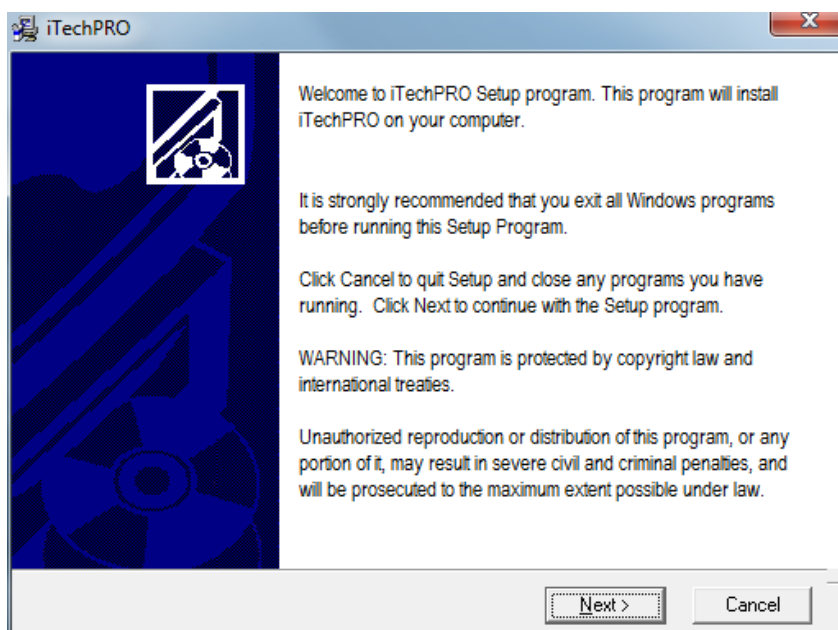 iTechPRO
Welcome to iTechPRO Setup program. This program will install
iTechPRO on your computer.
It is strongly recommended that you exit all Windows programs
before running this Setup Program.
Click Cancel to quit Setup and close any programs you have
running.  Click Next to continue with the Setup program.
WARNING: This program is protected by copyright law and
international treaties.
Unauthorized reproduction or distribution of this program, or any
portion of it, may result in severe civil and criminal penalties, and
will be prosecuted to the maximum extent possible under law.
Next > Cancel